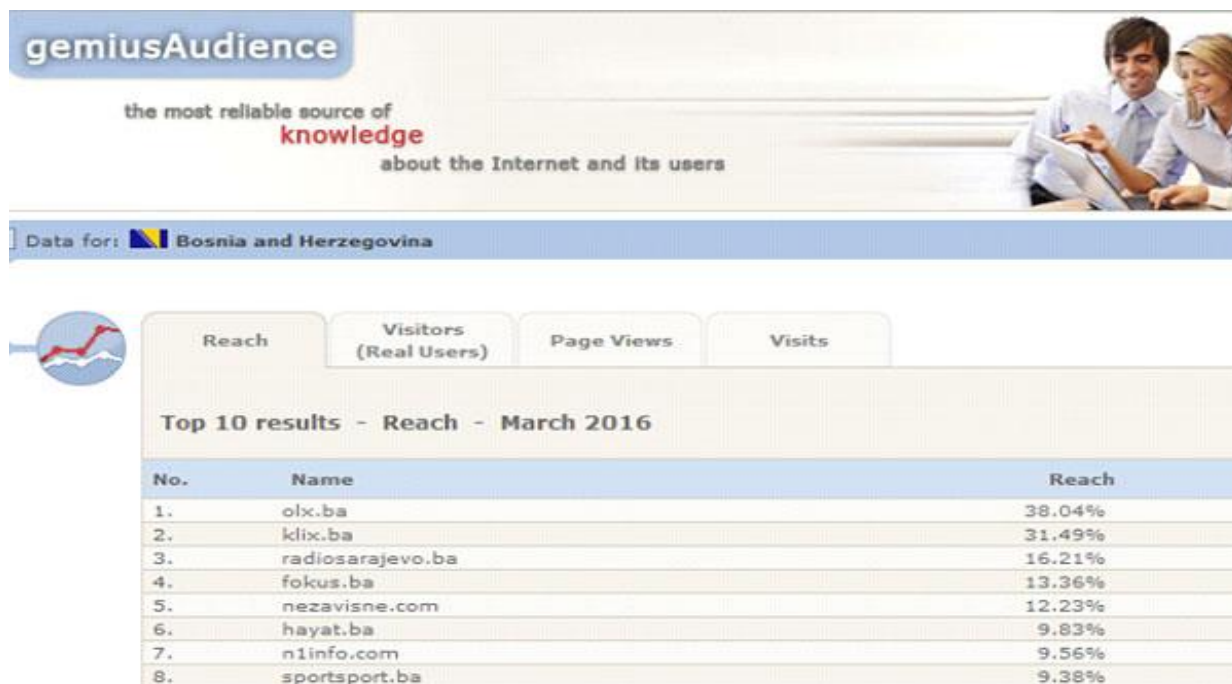 gemiusAudience
the most reliable source of
knowledge
about the Internet and its users
Data for: Bosnia and Herzegovina
Reach
Visitors
(Real Users)
Page Views
Visits
Top 10 results - Reach - March 2016
No. Name Reach
1. olx.ba 38.04%
2. klix.ba 31.49%
3. radiosarajevo.ba 16.21%
4. fokus.ba 13.36%
5. nezavisne.com 12.23%
6. hayat.ba 9.83%
7. n1info.com 9.56%
8. sportsport.ba 9.38%